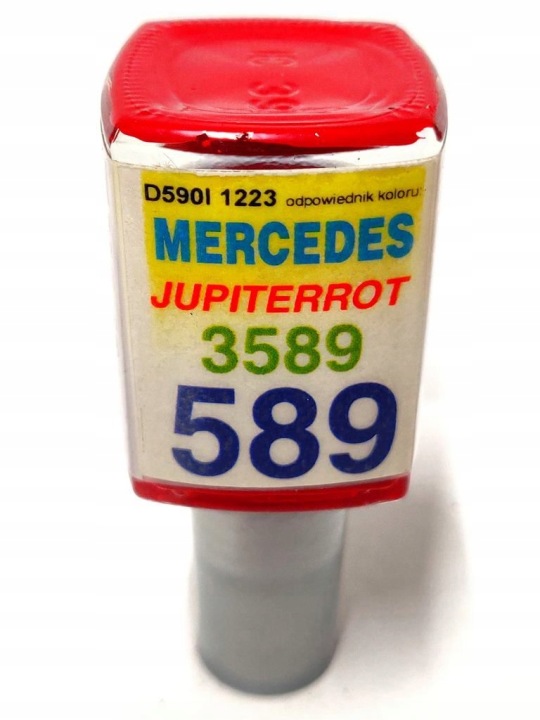 D590I 1223 odpowiednik koloru:
MERCEDES
JUPITERROT
3589
589